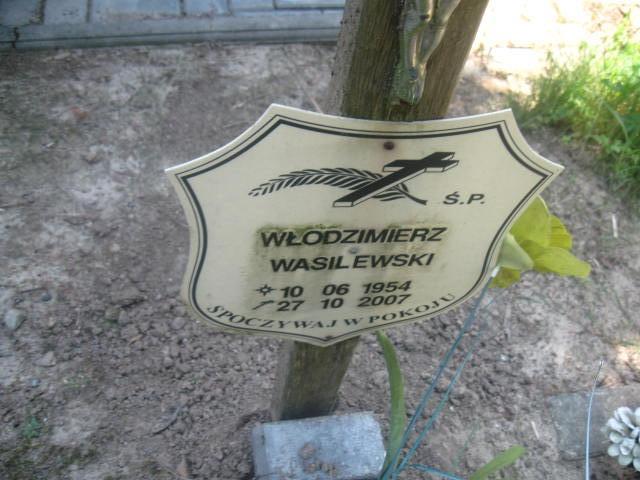 Ś.P.
WŁODZIMIERZ
WASILEWSKI
10 06 1954
27 10 2007
SPOCZYWAJ W POKOJU